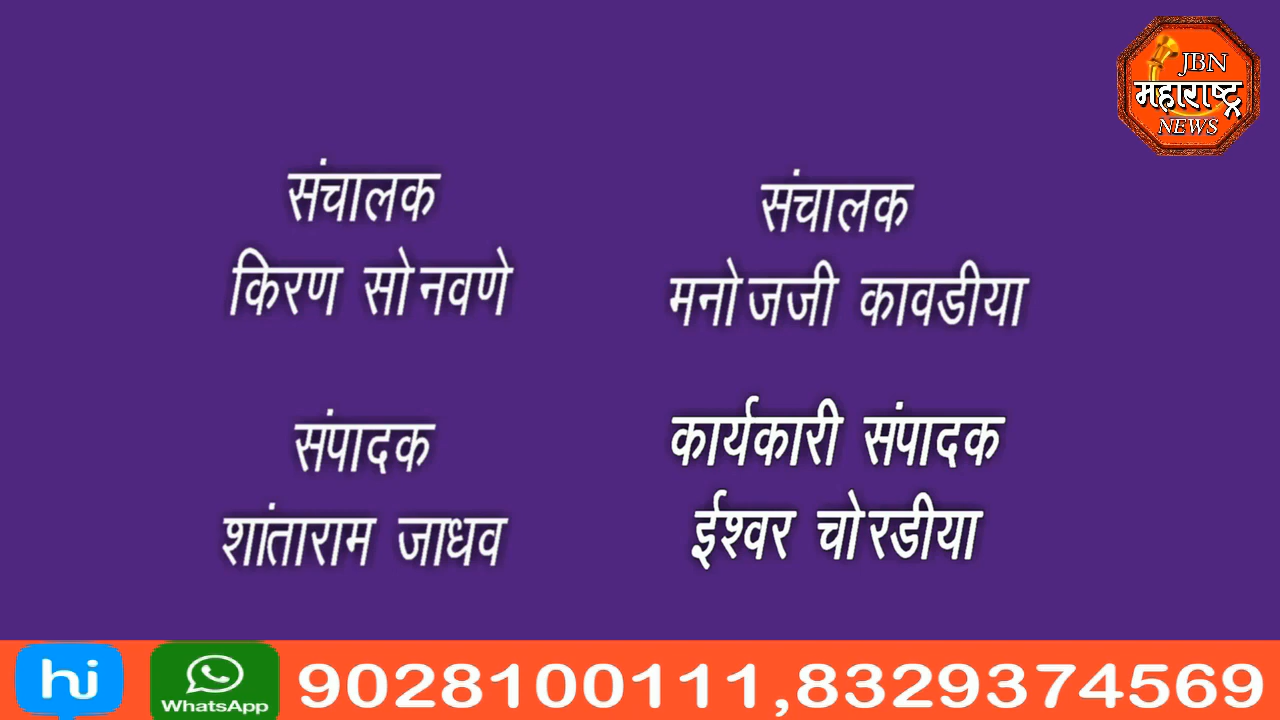 JBN
महाराष्ट्र
NEWS
संचालक
किरण सोनवणे
संचालक
मनोजजी कावडीया
संपादक
शांताराम जाधव
कार्यकारी संपादक
ईश्वर चोरडीया
hi
WhatsApp
9028100111,8329374569